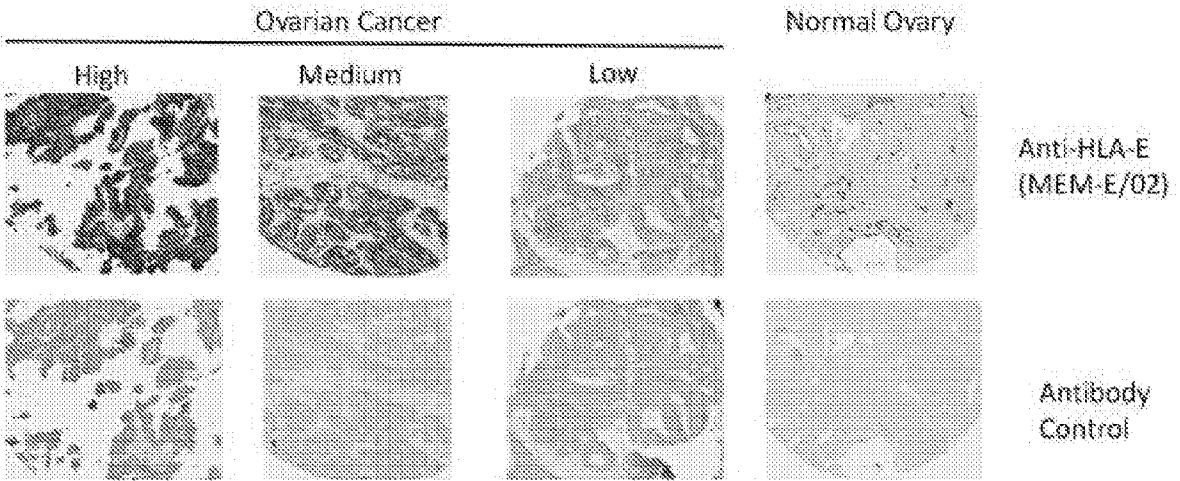 Ovarian Cancer
Normal Ovary
High
Medium
Low
Anti-HLA-E
(MEM-E/02)
Antibody
Control